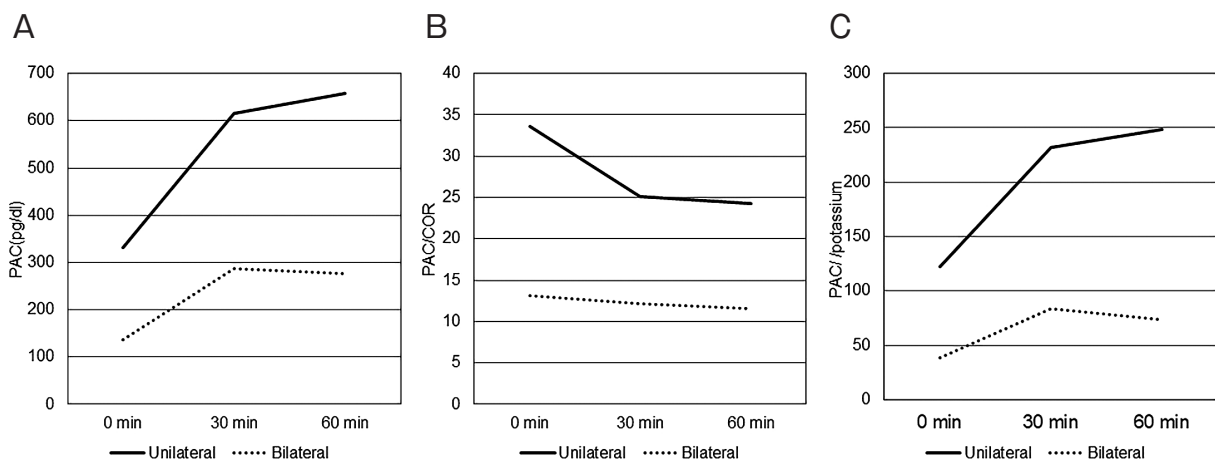 A
PAC(pg/dl)
700
600
500
400
300
200
100
0
0 min 30 min 60 min
Unilateral Bilateral
B
PAC/COR
40
35
30
25
20
15
10
5
0
0 min 30 min 60 min
Unilateral Bilateral
C
PAC/ /potassium
300
250
200
150
100
50
0
0 min 30 min 60 min
Unilateral Bilateral